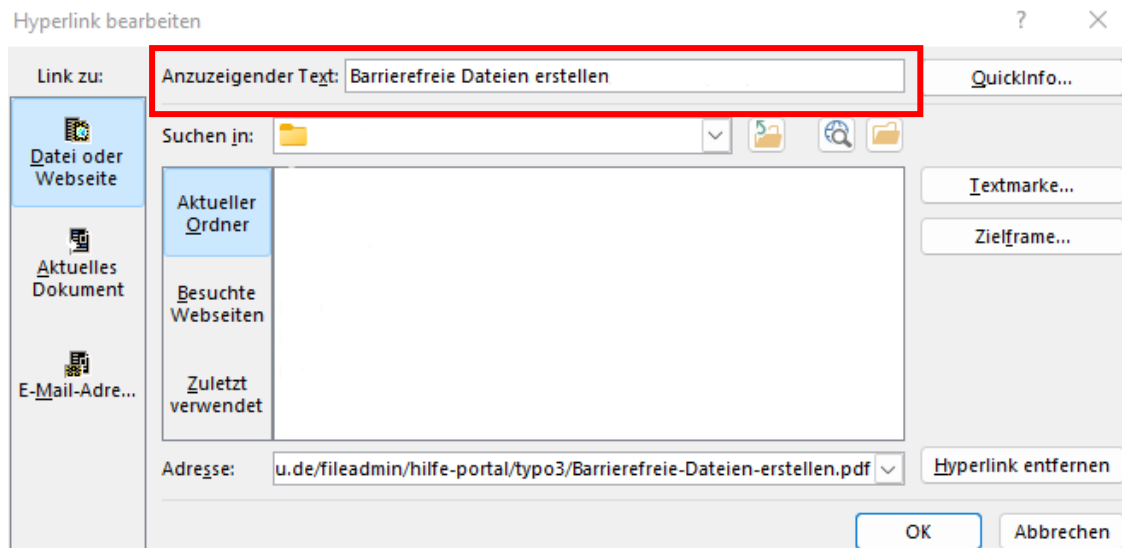 Hyperlink bearbeiten
?
Link zu:
Anzuzeigender Text: Barrierefreie Dateien erstellen
QuickInfo...
Datei oder
Webseite
Suchen in:
Aktueller
Ordner
Textmarke...
Zielframe...
Aktuelles
Dokument
Besuchte
Webseiten
E-Mail-Adre...
Zuletzt
verwendet
Adresse: u.de/fileadmin/hilfe-portal/typo3/Barrierefreie-Dateien-erstellen.pdf
Hyperlink entfernen
OK
Abbrechen